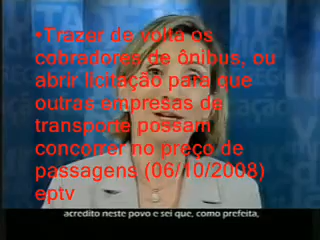 •Trazer de volta os
cobradores de ônibus, ou
abrir licitação para que
outras empresas de
transporte possam
concorrer no preço de
passagens (06/10/2008)
eptv
acredito neste povo e sei que, como prefeita,